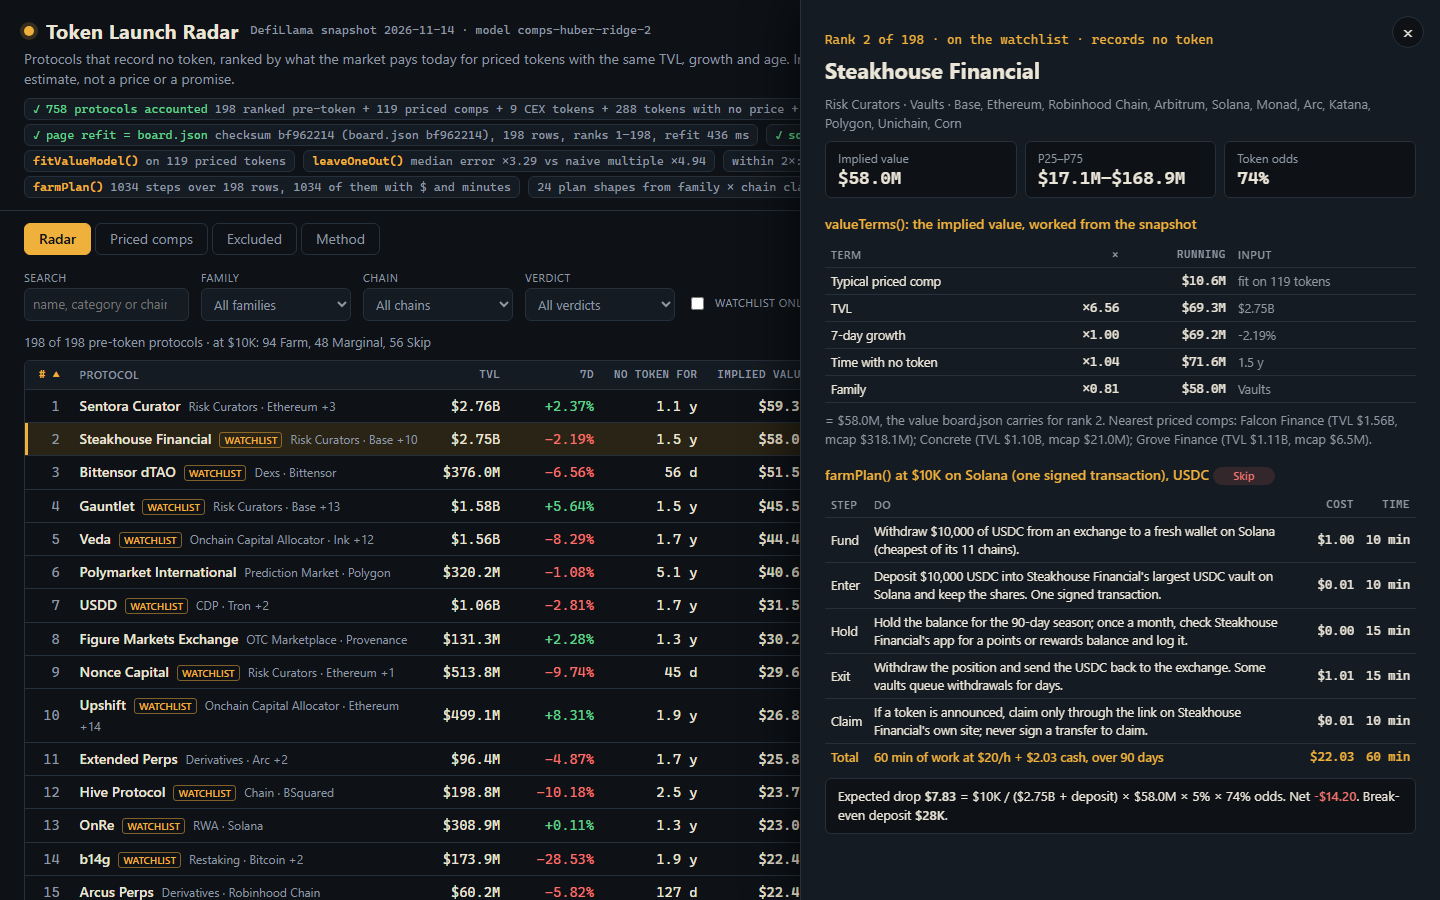 Token Launch Radar DefiLlama snapshot 2026-11-14 · model comps-huber-ridge-2
Protocols that record no token, ranked by what the market pays today for priced tokens with the same TVL, growth and age.
estimate, not a price or a promise.
✓ 758 protocols accounted 198 ranked pre-token + 119 priced comps + 9 CEX tokens + 288 tokens with no price +
✓ page refit = board.json checksum bf962214 (board.json bf962214), 198 rows, ranks 1–198, refit 436 ms
fitValueModel() on 119 priced tokens leaveOneOut() median error ×3.29 vs naive multiple ×4.94 within 2×:
farmPlan() 1034 steps over 198 rows, 1034 of them with $ and minutes 24 plan shapes from family × chain
Radar Priced comps Excluded Method
SEARCH FAMILY CHAIN VERDICT
name, category or chain All families All chains All verdicts WATCHLIST
198 of 198 pre-token protocols · at $10K: 94 Farm, 48 Marginal, 56 Skip
# ▲ PROTOCOL TVL 7D NO TOKEN FOR IMPLIED
1 Sentora Curator Risk Curators · Ethereum +3 $2.76B +2.37% 1.1 y $59.3
2 Steakhouse Financial WATCHLIST Risk Curators · Base +10 $2.75B −2.19% 1.5 y $58.0
3 Bittensor dTAO WATCHLIST Dexs · Bittensor $376.0M −6.56% 56 d $51.5
4 Gauntlet WATCHLIST Risk Curators · Base +13 $1.58B +5.64% 1.5 y $45.5
5 Veda WATCHLIST Onchain Capital Allocator · Ink +12 $1.56B −8.29% 1.7 y $44.4
6 Polymarket International Prediction Market · Polygon $320.2M −1.08% 5.1 y $40.6
7 USDD WATCHLIST CDP · Tron +2 $1.06B −2.81% 1.7 y $31.5
8 Figure Markets Exchange OTC Marketplace · Provenance $131.3M +2.28% 1.3 y $30.2
9 Nonce Capital WATCHLIST Risk Curators · Ethereum +1 $513.8M −9.74% 45 d $29.6
10 Upshift WATCHLIST Onchain Capital Allocator · Ethereum +14 $499.1M +8.31% 1.9 y $26.8
11 Extended Perps Derivatives · Arc +2 $96.4M −4.87% 1.7 y $25.8
12 Hive Protocol WATCHLIST Chain · BSquared $198.8M −10.18% 2.5 y $23.7
13 OnRe WATCHLIST RWA · Solana $308.9M +0.11% 1.3 y $23.0
14 b14g WATCHLIST Restaking · Bitcoin +2 $173.9M −28.53% 1.9 y $22.4
15 Arcus Perps Derivatives · Robinhood Chain $60.2M −5.82% 127 d $22.4
×
Rank 2 of 198 · on the watchlist · records no token
Steakhouse Financial
Risk Curators · Vaults · Base, Ethereum, Robinhood Chain, Arbitrum, Solana, Monad, Arc, Katana,
Polygon, Unichain, Corn
Implied value P25–P75 Token odds
$58.0M $17.1M–$168.9M 74%
valueTerms(): the implied value, worked from the snapshot
TERM × RUNNING INPUT
Typical priced comp $10.6M fit on 119 tokens
TVL ×6.56 $69.3M $2.75B
7-day growth ×1.00 $69.2M -2.19%
Time with no token ×1.04 $71.6M 1.5 y
Family ×0.81 $58.0M Vaults
= $58.0M, the value board.json carries for rank 2. Nearest priced comps: Falcon Finance (TVL $1.56B,
mcap $318.1M); Concrete (TVL $1.10B, mcap $21.0M); Grove Finance (TVL $1.11B, mcap $6.5M).
farmPlan() at $10K on Solana (one signed transaction), USDC Skip
STEP DO COST TIME
Fund Withdraw $10,000 of USDC from an exchange to a fresh wallet on Solana (cheapest of its 11 chains). $1.00 10 min
Enter Deposit $10,000 USDC into Steakhouse Financial's largest USDC vault on Solana and keep the shares. One signed transaction. $0.01 10 min
Hold Hold the balance for the 90-day season; once a month, check Steakhouse Financial's app for a points or rewards balance and log it. $0.00 15 min
Exit Withdraw the position and send the USDC back to the exchange. Some vaults queue withdrawals for days. $1.01 15 min
Claim If a token is announced, claim only through the link on Steakhouse Financial's own site; never sign a transfer to claim. $0.01 10 min
Total 60 min of work at $20/h + $2.03 cash, over 90 days $22.03 60 min
Expected drop $7.83 = $10K / ($2.75B + deposit) × $58.0M × 5% × 74% odds. Net -$14.20. Break-
even deposit $28K.